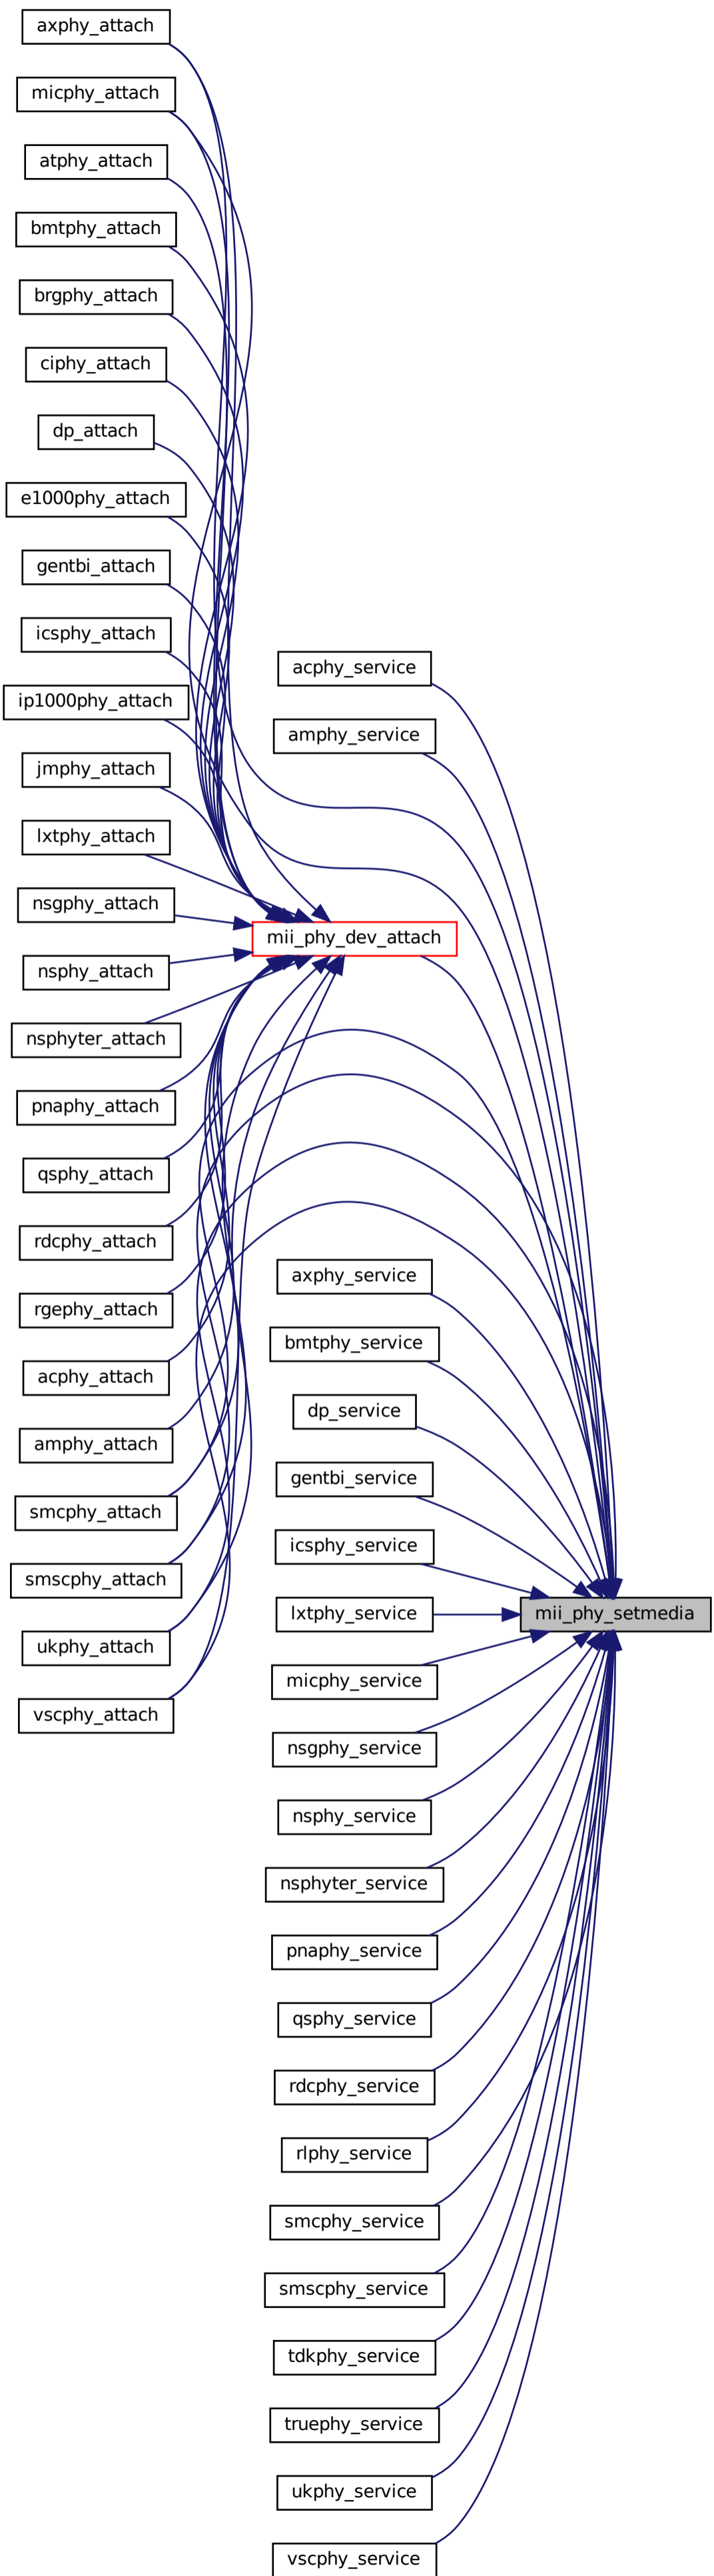 axphy_attach
micphy_attach
atphy_attach
bmtphy_attach
brgphy_attach
ciphy_attach
dp_attach
e1000phy_attach
gentbi_attach
icsphy_attach
ip1000phy_attach
jmphy_attach
lxtphy_attach
nsgphy_attach
nsphy_attach
nsphyter_attach
pnaphy_attach
qsphy_attach
rdcphy_attach
rgephy_attach
acphy_attach
amphy_attach
smcphy_attach
smscphy_attach
ukphy_attach
vscphy_attach
acphy_service
amphy_service
mii_phy_dev_attach
axphy_service
bmtphy_service
dp_service
gentbi_service
icsphy_service
lxtphy_service
micphy_service
nsgphy_service
nsphy_service
nsphyter_service
pnaphy_service
qsphy_service
rdcphy_service
rlphy_service
smcphy_service
smscphy_service
tdkphy_service
truephy_service
ukphy_service
vscphy_service
mii_phy_setmedia